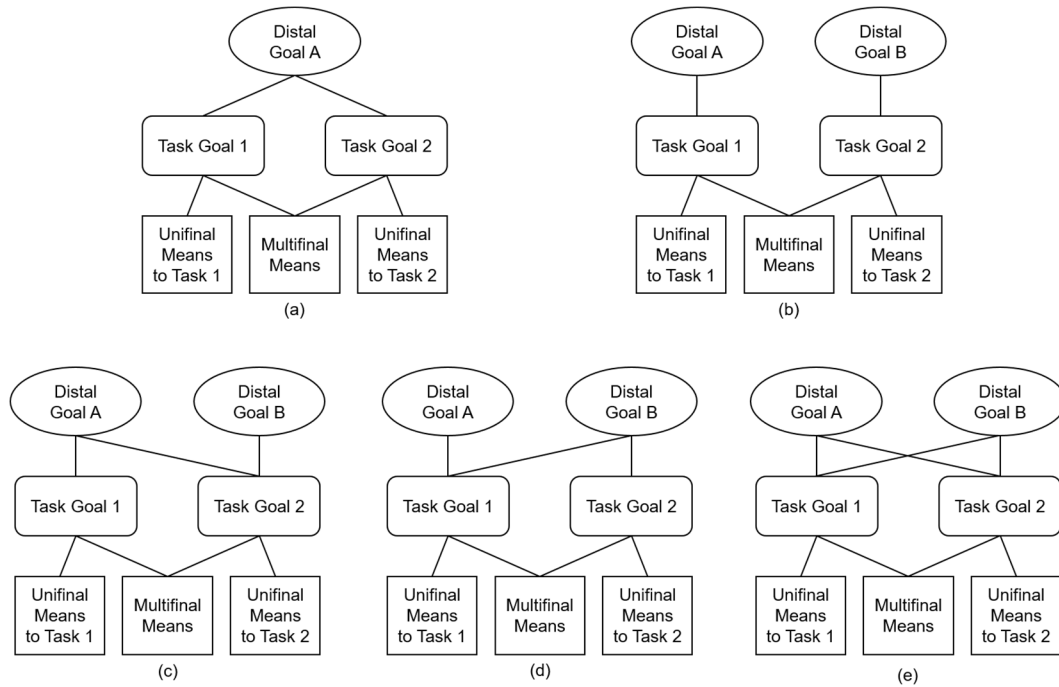 Distal
Goal A
Task Goal 1
Task Goal 2
Unifinal
Means
to Task 1
Multifinal
Means
Unifinal
Means
to Task 2
(a)
Distal
Goal A
Distal
Goal B
Task Goal 1
Task Goal 2
Unifinal
Means
to Task 1
Multifinal
Means
Unifinal
Means
to Task 2
(b)
Distal
Goal A
Distal
Goal B
Task Goal 1
Task Goal 2
Unifinal
Means
to Task 1
Multifinal
Means
Unifinal
Means
to Task 2
(c)
Distal
Goal A
Distal
Goal B
Task Goal 1
Task Goal 2
Unifinal
Means
to Task 1
Multifinal
Means
Unifinal
Means
to Task 2
(d)
Distal
Goal A
Distal
Goal B
Task Goal 1
Task Goal 2
Unifinal
Means
to Task 1
Multifinal
Means
Unifinal
Means
to Task 2
(e)